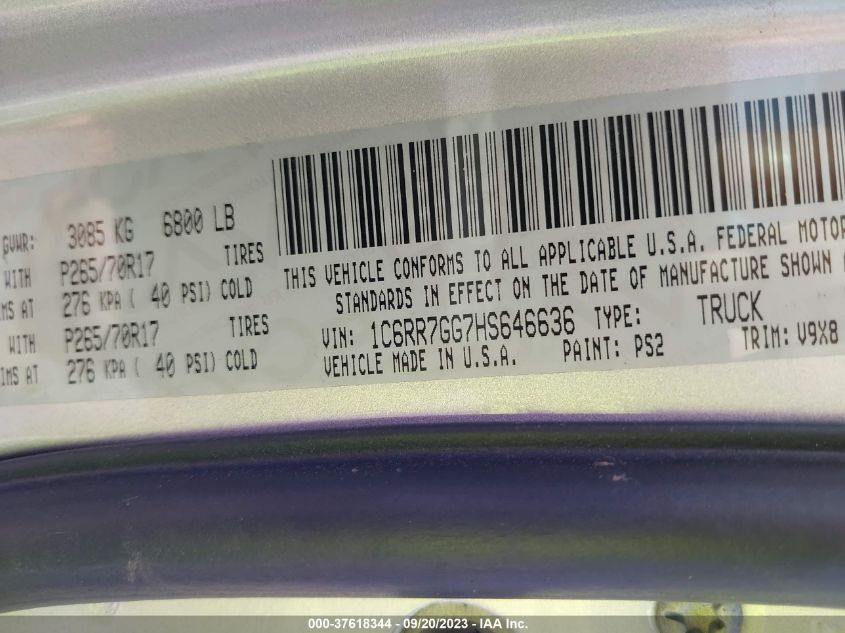 GVWR: 3085 KG 6800 LB
WITH P265/70R17 TIRES
IMS AT 276 KPA ( 40 PSI) COLD
WITH P265/70R17 TIRES
IMS AT 276 KPA ( 40 PSI) COLD
THIS VEHICLE CONFORMS TO ALL APPLICABLE U.S.A. FEDERAL MOTOR
STANDARDS IN EFFECT ON THE DATE OF MANUFACTURE SHOWN
VIN: 1C6RR7GG7HS646636 TYPE: TRUCK
VEHICLE MADE IN U.S.A. PAINT: PS2 TRIM: V9X8
000-37618344 - 09/20/2023 - IAA Inc.